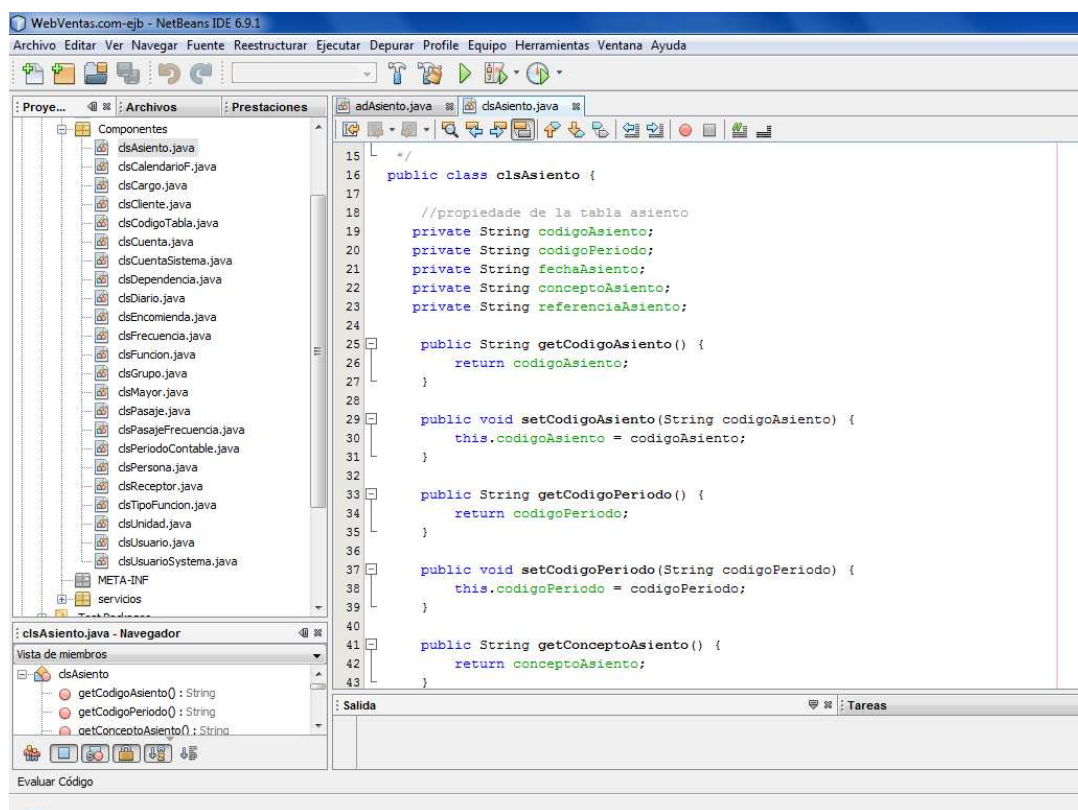 WebVentas.com-ejb - NetBeans IDE 6.9.1
Archivo Editar Ver Navegar Fuente Reestructurar Ejecutar Depurar Profile Equipo Herramientas Ventana Ayuda
Proye... Archivos Prestaciones
Componentes
clsAsiento.java
clsCalendarioF.java
clsCargo.java
clsCliente.java
clsCodigoTabla.java
clsCuenta.java
clsCuentaSistema.java
clsDependencia.java
clsDiario.java
clsEncomienda.java
clsFrecuencia.java
clsFuncion.java
clsGrupo.java
clsMayor.java
clsPasaje.java
clsPasajeFrecuencia.java
clsPeriodoContable.java
clsPersona.java
clsReceptor.java
clsTipoFuncion.java
clsUnidad.java
clsUsuario.java
clsUsuarioSystema.java
META-INF
servicios
Test Packages
clsAsiento.java - Navegador
Vista de miembros
clsAsiento
getCodigoAsiento() : String
getCodigoPeriodo() : String
getConceptoAsiento() : String
Evaluar Código
adAsiento.java clsAsiento.java
15 */
16 public class clsAsiento {
17
18 //propiedade de la tabla asiento
19 private String codigoAsiento;
20 private String codigoPeriodo;
21 private String fechaAsiento;
22 private String conceptoAsiento;
23 private String referenciaAsiento;
24
25 public String getCodigoAsiento() {
26 return codigoAsiento;
27 }
28
29 public void setCodigoAsiento(String codigoAsiento) {
30 this.codigoAsiento = codigoAsiento;
31 }
32
33 public String getCodigoPeriodo() {
34 return codigoPeriodo;
35 }
36
37 public void setCodigoPeriodo(String codigoPeriodo) {
38 this.codigoPeriodo = codigoPeriodo;
39 }
40
41 public String getConceptoAsiento() {
42 return conceptoAsiento;
43 }
Salida Tareas